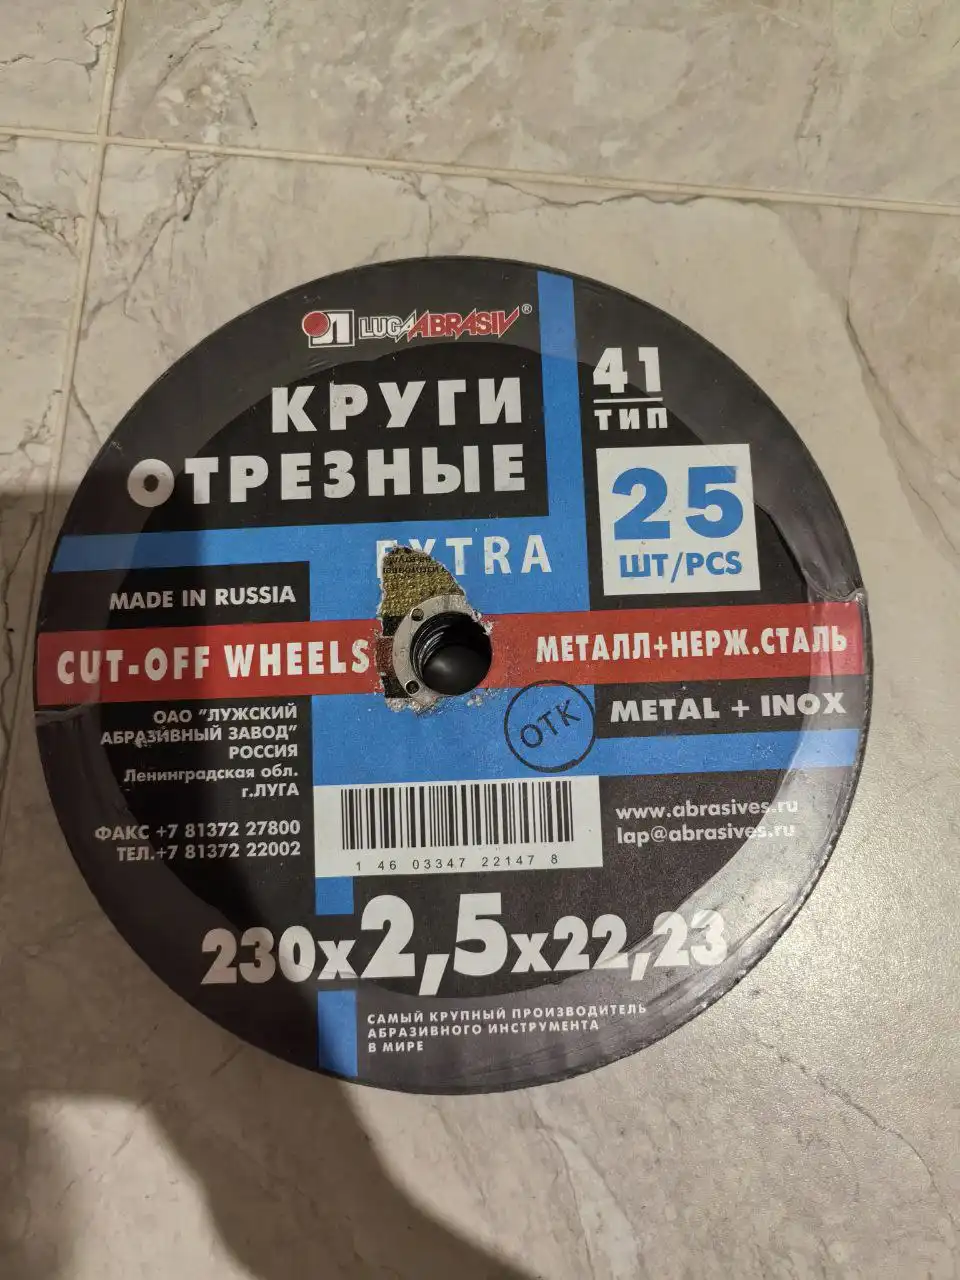 Л LUGAABRASIV®
КРУГИ
ОТРЕЗНЫЕ
41
ТИП
25
ШТ/PCS
EXTRA
MADE IN RUSSIA
CUT-OFF WHEELS
МЕТАЛЛ+НЕРЖ.СТАЛЬ
METAL + INOX
ОТК
ОАО "ЛУЖСКИЙ
АБРАЗИВНЫЙ ЗАВОД"
РОССИЯ
Ленинградская обл.
г.ЛУГА
ФАКС +7 81372 27800
ТЕЛ.+7 81372 22002
www.abrasives.ru
lap@abrasives.ru
1 46 03347 22147 8
230x2,5x22,23
САМЫЙ КРУПНЫЙ ПРОИЗВОДИТЕЛЬ
АБРАЗИВНОГО ИНСТРУМЕНТА
В МИРЕ